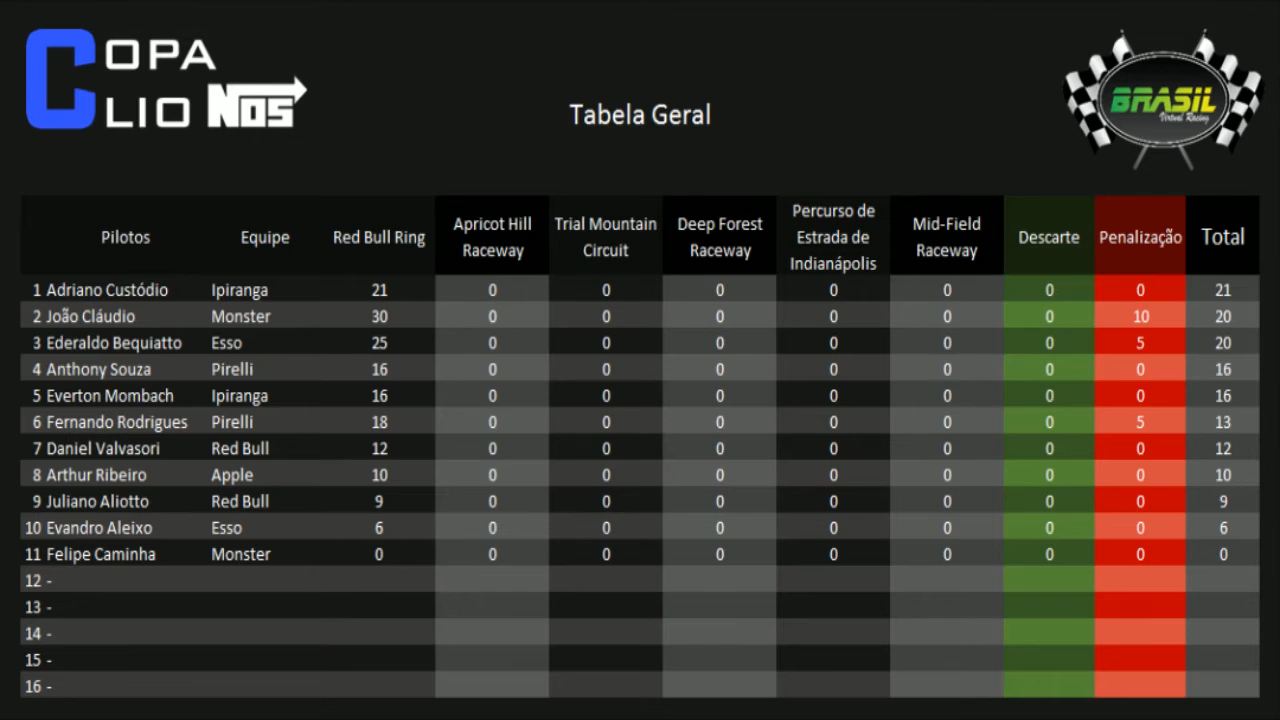 COPA
CLIO NOS
Tabela Geral
BRASIL
Virtual Racing
Pilotos Equipe Red Bull Ring Apricot Hill Raceway Trial Mountain Circuit Deep Forest Raceway Percurso de Estrada de Indianápolis Mid-Field Raceway Descarte Penalização Total
1 Adriano Custódio Ipiranga 21 0 0 0 0 0 0 0 21
2 João Cláudio Monster 30 0 0 0 0 0 0 10 20
3 Ederaldo Bequiatto Esso 25 0 0 0 0 0 0 5 20
4 Anthony Souza Pirelli 16 0 0 0 0 0 0 0 16
5 Everton Mombach Ipiranga 16 0 0 0 0 0 0 0 16
6 Fernando Rodrigues Pirelli 18 0 0 0 0 0 0 5 13
7 Daniel Valvasori Red Bull 12 0 0 0 0 0 0 0 12
8 Arthur Ribeiro Apple 10 0 0 0 0 0 0 0 10
9 Juliano Aliotto Red Bull 9 0 0 0 0 0 0 0 9
10 Evandro Aleixo Esso 6 0 0 0 0 0 0 0 6
11 Felipe Caminha Monster 0 0 0 0 0 0 0 0 0
12 -
13 -
14 -
15 -
16 -